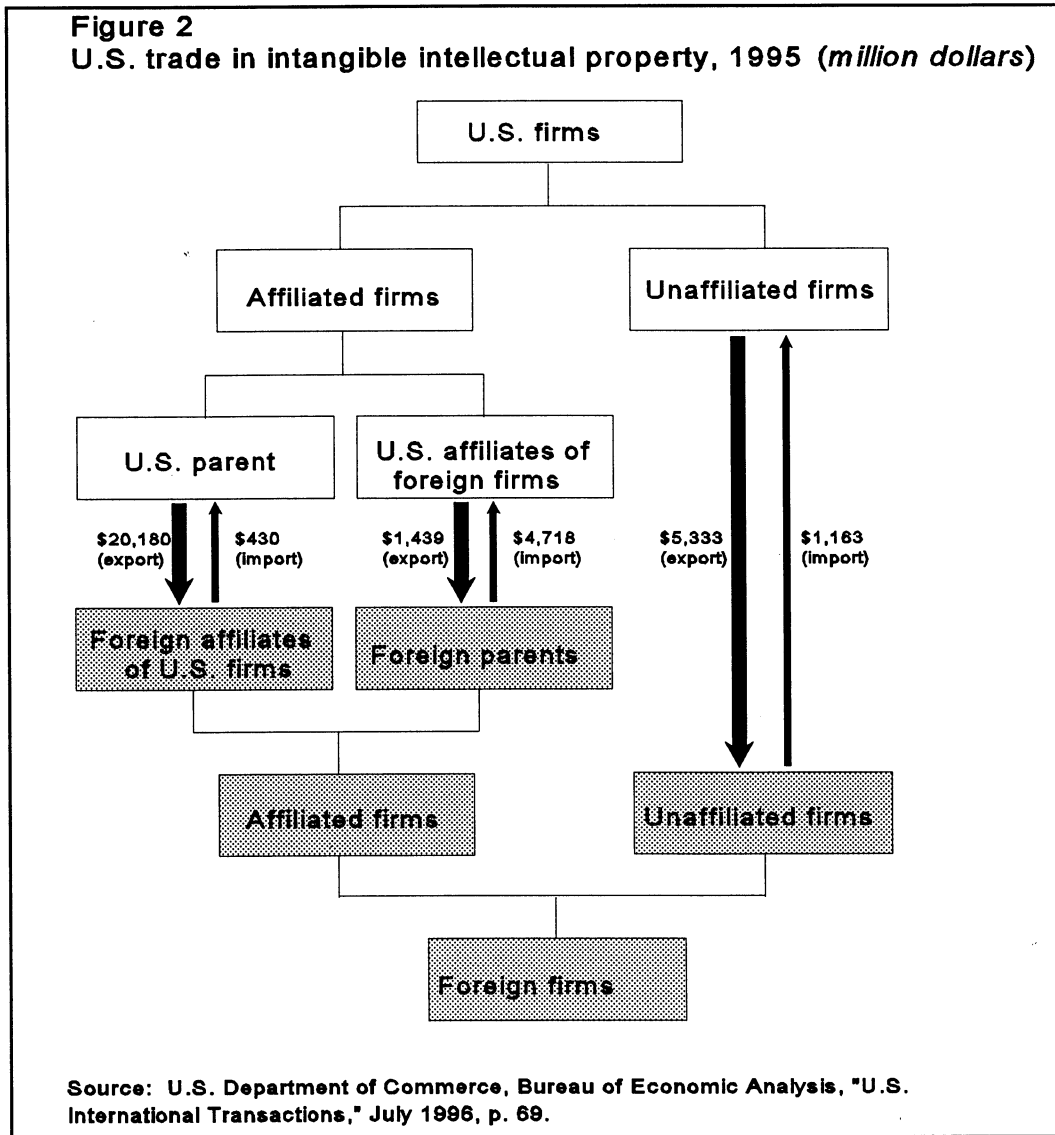 Figure 2
U.S. trade in intangible intellectual property, 1995 (million dollars)
U.S. firms
Affiliated firms
Unaffiliated firms
U.S. parent
U.S. affiliates of
foreign firms
$20,180
(export)
$430
(import)
$1,439
(export)
$4,718
(import)
$5,333
(export)
$1,163
(import)
Foreign affiliates
of U.S. firms
Foreign parents
Affiliated firms
Unaffiliated firms
Foreign firms
Source: U.S. Department of Commerce, Bureau of Economic Analysis, "U.S.
International Transactions," July 1996, p. 69.